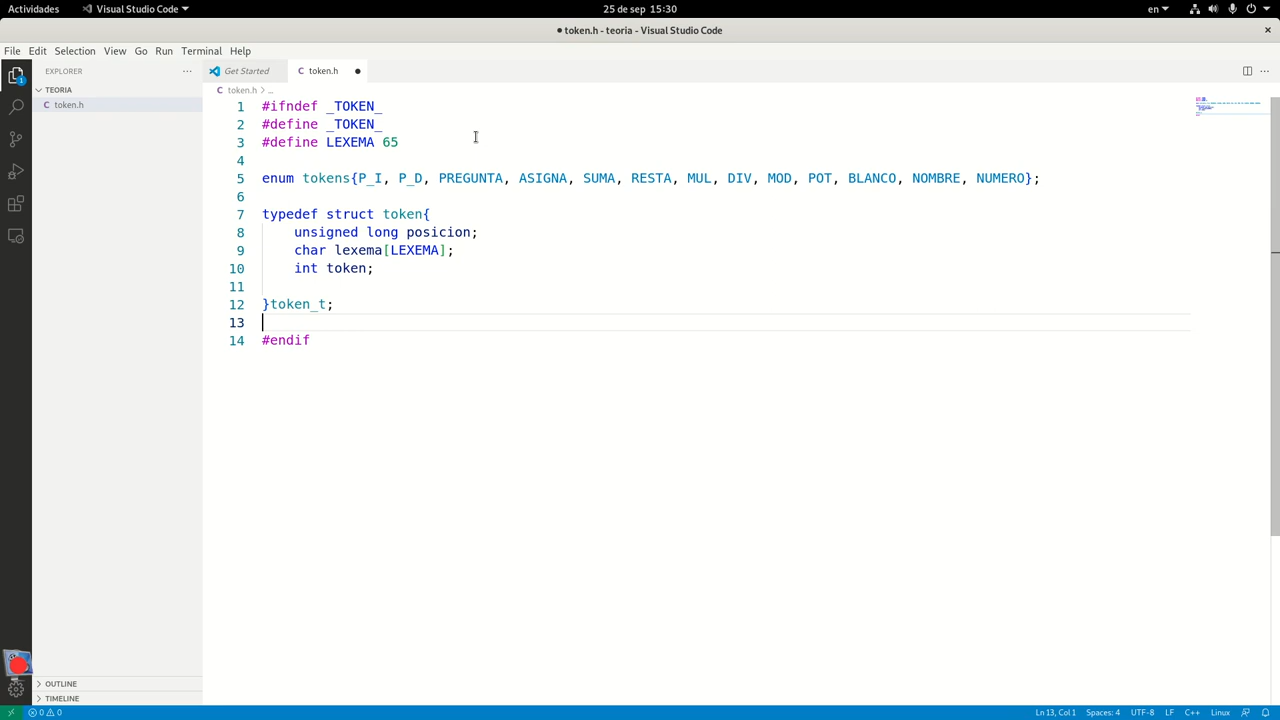 Actividades Visual Studio Code 25 de sep 15:30 en
token.h - teoria - Visual Studio Code
File Edit Selection View Go Run Terminal Help
EXPLORER
Get Started
token.h
TEORIA
token.h
token.h > ...
1 #ifndef _TOKEN_
2 #define _TOKEN_
3 #define LEXEMA 65
4
5 enum tokens{P_I, P_D, PREGUNTA, ASIGNA, SUMA, RESTA, MUL, DIV, MOD, POT, BLANCO, NOMBRE, NUMERO};
6
7 typedef struct token{
8 unsigned long posicion;
9 char lexema[LEXEMA];
10 int token;
11
12 }token_t;
13
14 #endif
OUTLINE
TIMELINE
0 0 Ln 13, Col 1 Spaces: 4 UTF-8 LF C++ Linux